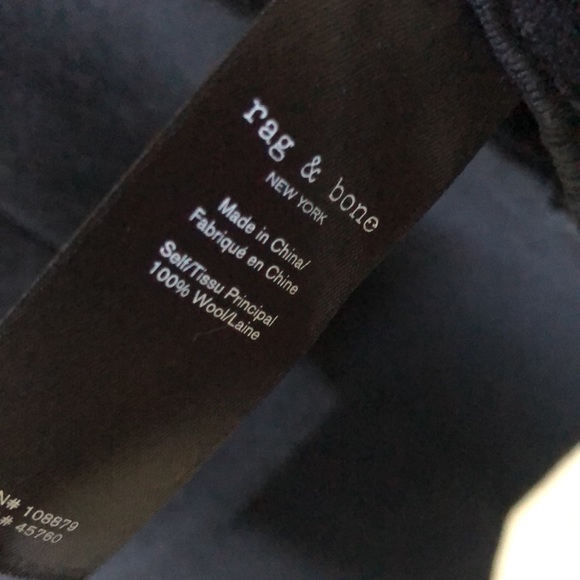 rag & bone
NEW YORK
Made in China/
Fabriqué en Chine
Self/Tissu Principal
100% Wool/Laine
N# 108879
# 45760